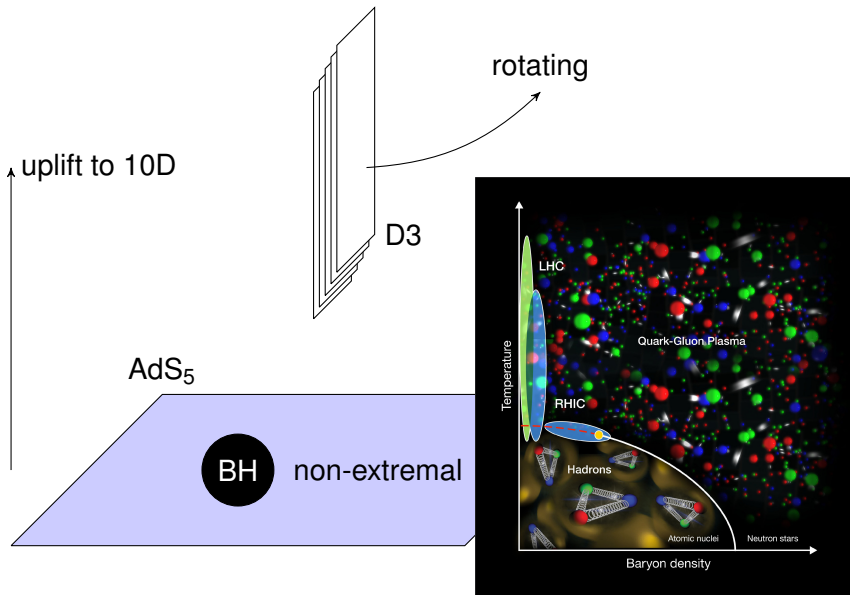 rotating
uplift to 10D
D3
AdS₅
BH
non-extremal
LHC
Quark-Gluon Plasma
Temperature
RHIC
Hadrons
Atomic nuclei
Neutron stars
Baryon density